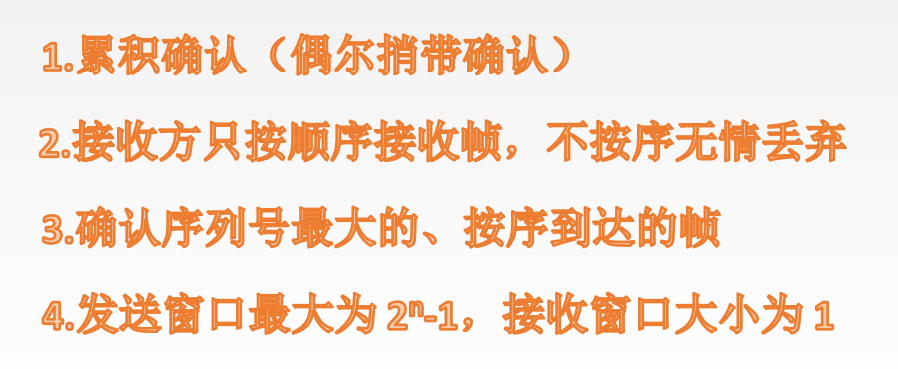 1.累积确认（偶尔捎带确认）
2.接收方只按顺序接收帧，不按序无情丢弃
3.确认序列号最大的、按序到达的帧
4.发送窗口最大为2ⁿ-1，接收窗口大小为1